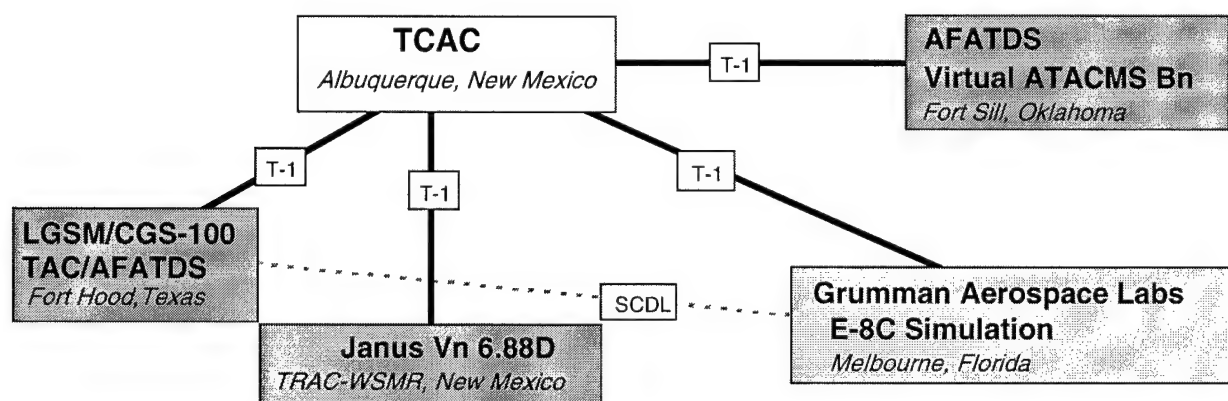 TCAC
Albuquerque, New Mexico
T-1
AFATDS
Virtual ATACMS Bn
Fort Sill, Oklahoma
T-1
T-1
T-1
LGSM/CGS-100
TAC/AFATDS
Fort Hood, Texas
SCDL
Grumman Aerospace Labs
E-8C Simulation
Melbourne, Florida
Janus Vn 6.88D
TRAC-WSMR, New Mexico